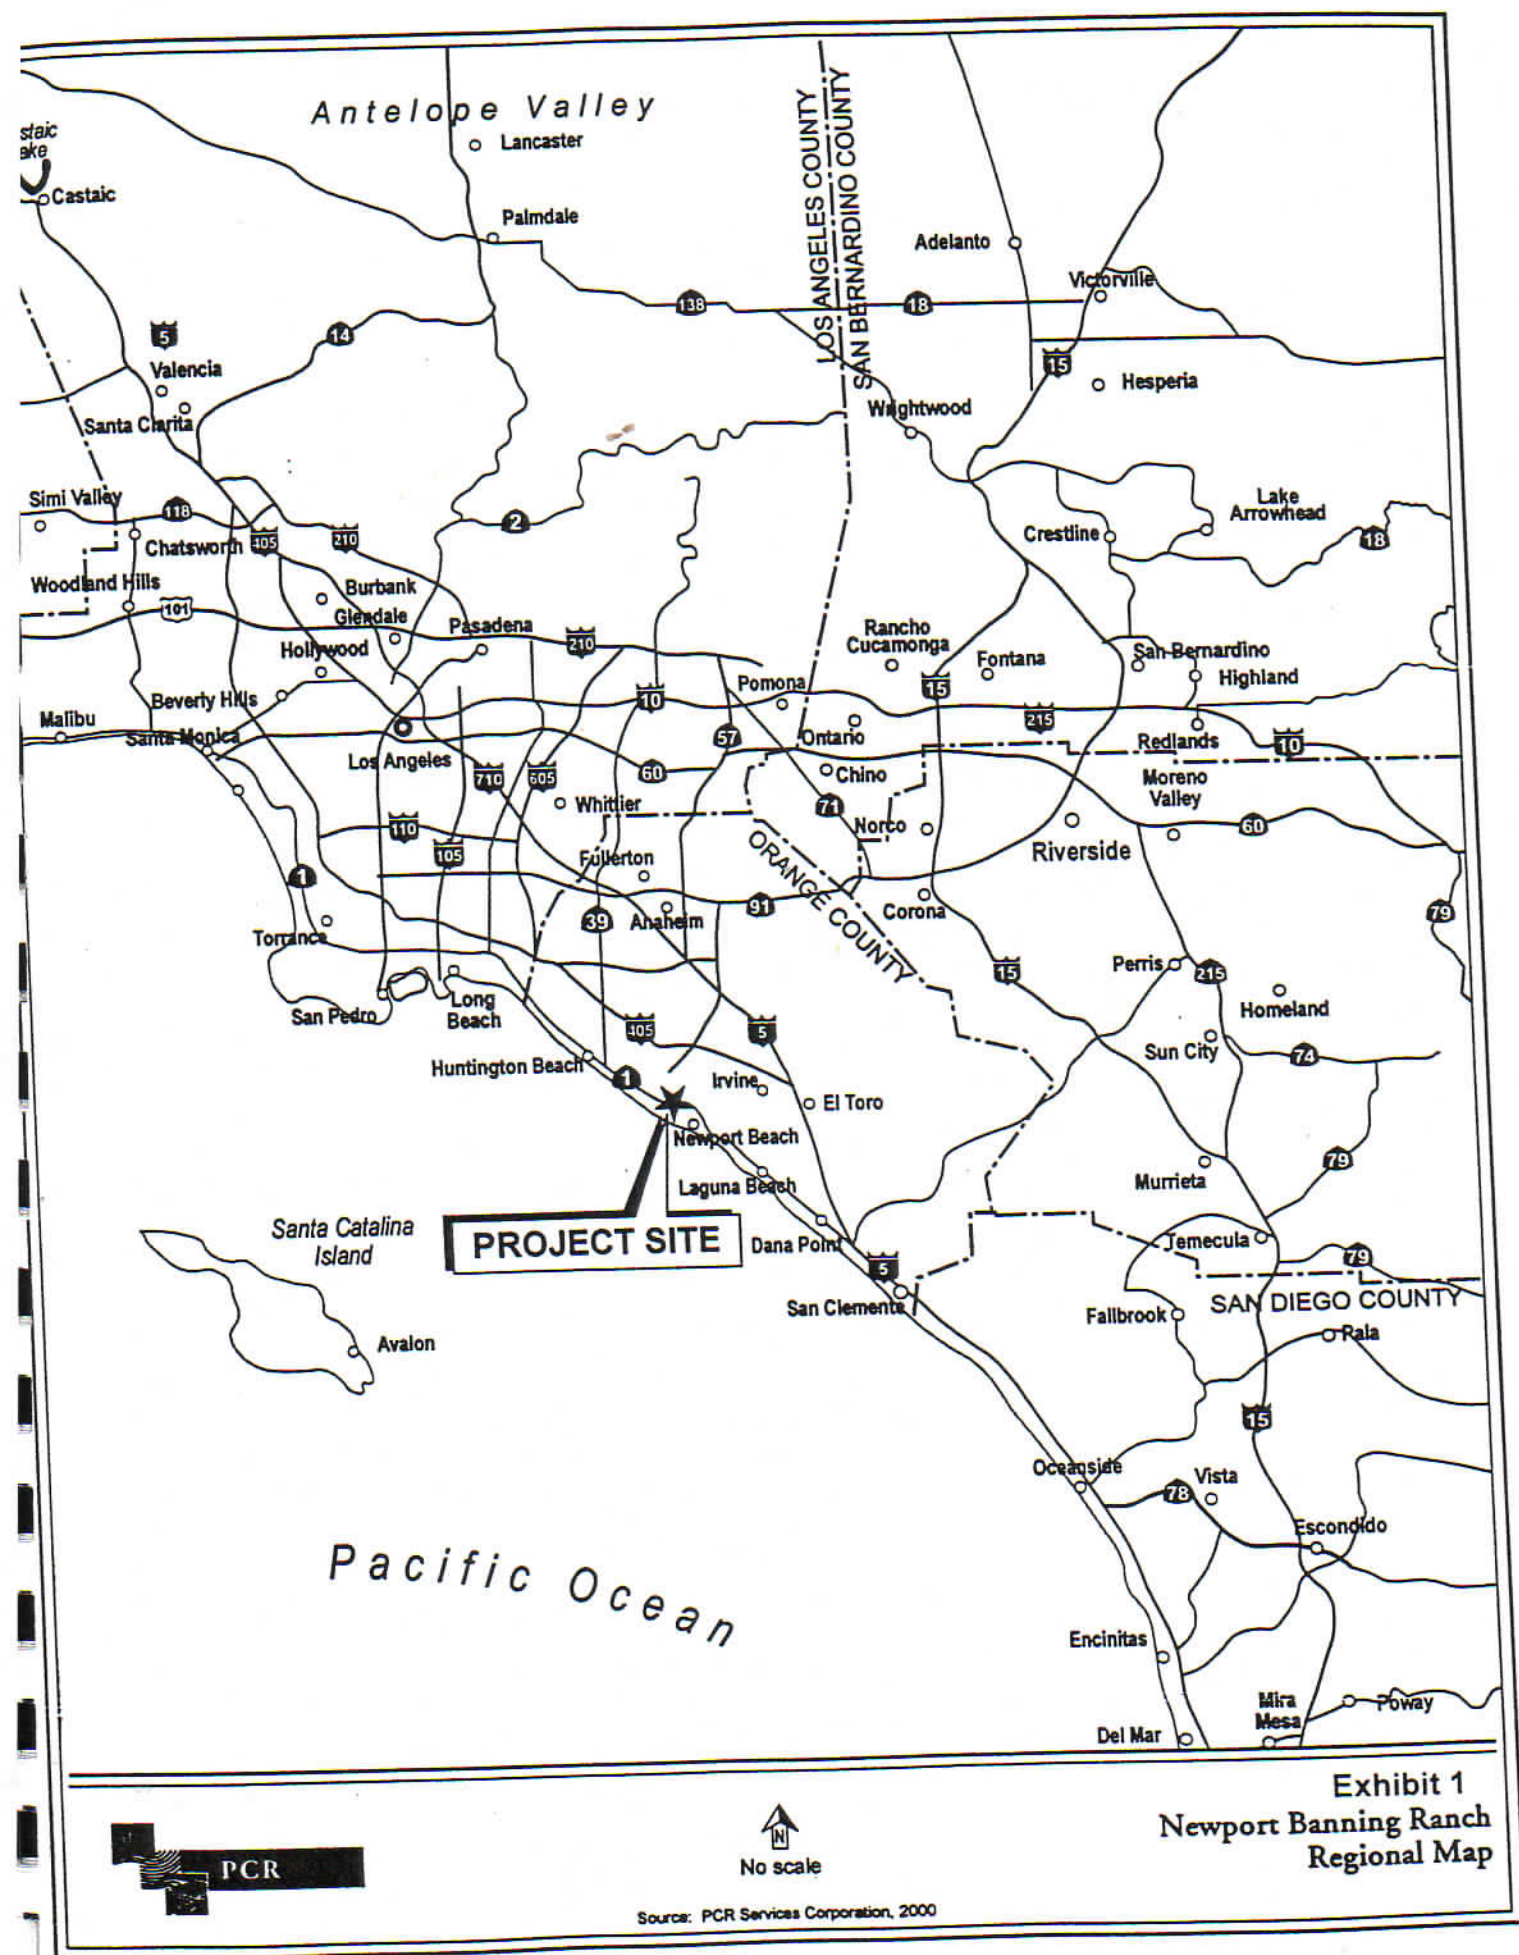 Antelope Valley
Lancaster
LOS ANGELES COUNTY
SAN BERNARDINO COUNTY
staic
ake
Castaic
Palmdale
Adelanto
Victorville
138
18
5
14
Valencia
15
Hesperia
Santa Clarita
Wrightwood
Simi Valley
118
2
Lake
Arrowhead
Chatsworth
405
210
Crestline
18
Woodland Hills
Burbank
101
Glendale
Pasadena
210
Rancho
Cucamonga
Hollywood
Fontana
San Bernardino
Highland
Beverly Hills
10
Pomona
15
Malibu
Santa Monica
57
Ontario
215
Redlands
10
Los Angeles
710
605
60
Chino
Moreno
Valley
Whittier
71
110
Norco
60
105
ORANGE COUNTY
Riverside
Fullerton
1
39
Anaheim
91
Corona
79
Torrance
15
Perris
215
San Pedro
Long
Beach
Homeland
405
5
Huntington Beach
Sun City
74
1
Irvine
El Toro
Newport Beach
79
Laguna Beach
Murrieta
Santa Catalina
Island
PROJECT SITE
Dana Point
Temecula
79
5
San Clemente
Fallbrook
SAN DIEGO COUNTY
Pala
Avalon
15
Oceanside
Vista
78
Escondido
Pacific Ocean
Encinitas
Mira
Mesa
Poway
Del Mar
Exhibit 1
Newport Banning Ranch
Regional Map
PCR
N
No scale
Source: PCR Services Corporation, 2000